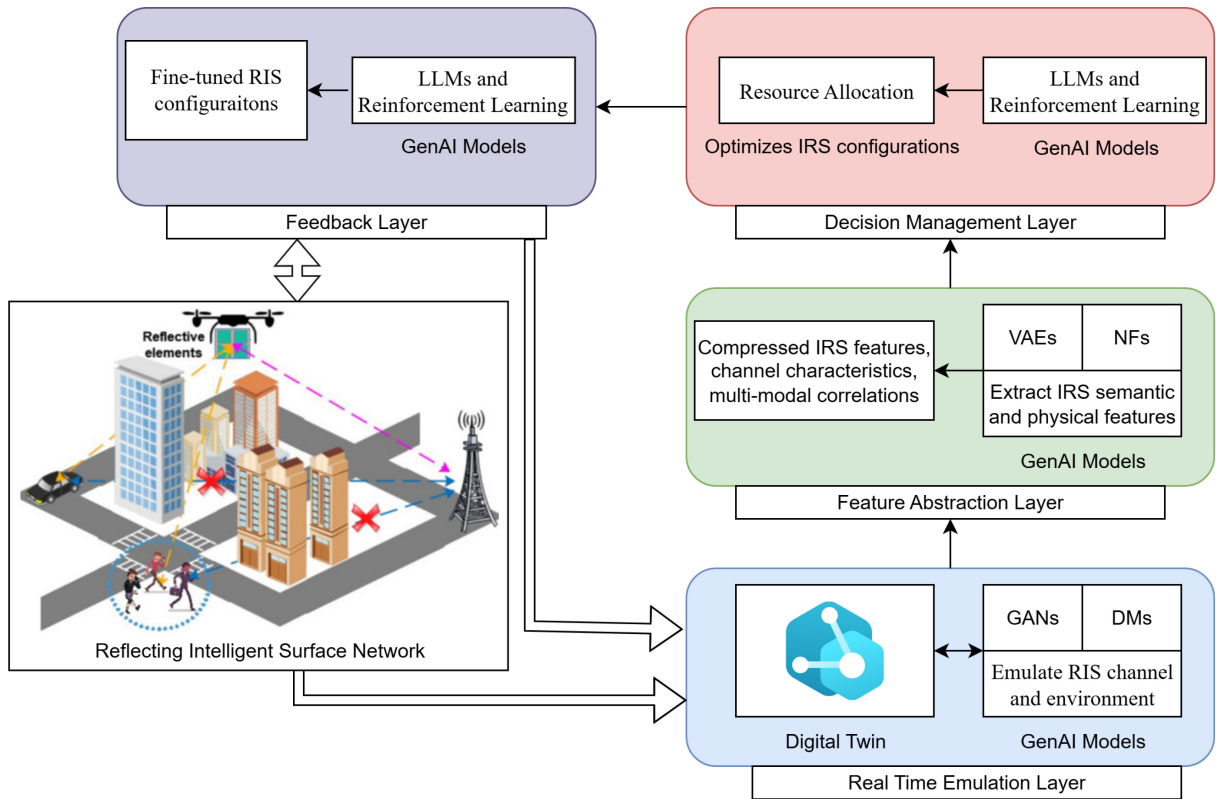 Fine-tuned RIS
configuraitons
LLMs and
Reinforcement Learning
GenAI Models
Feedback Layer
Resource Allocation
Optimizes IRS configurations
LLMs and
Reinforcement Learning
GenAI Models
Decision Management Layer
Reflective
elements
Reflecting Intelligent Surface Network
Compressed IRS features,
channel characteristics,
multi-modal correlations
VAEs
NFs
Extract IRS semantic
and physical features
GenAI Models
Feature Abstraction Layer
Digital Twin
GANs
DMs
Emulate RIS channel
and environment
GenAI Models
Real Time Emulation Layer